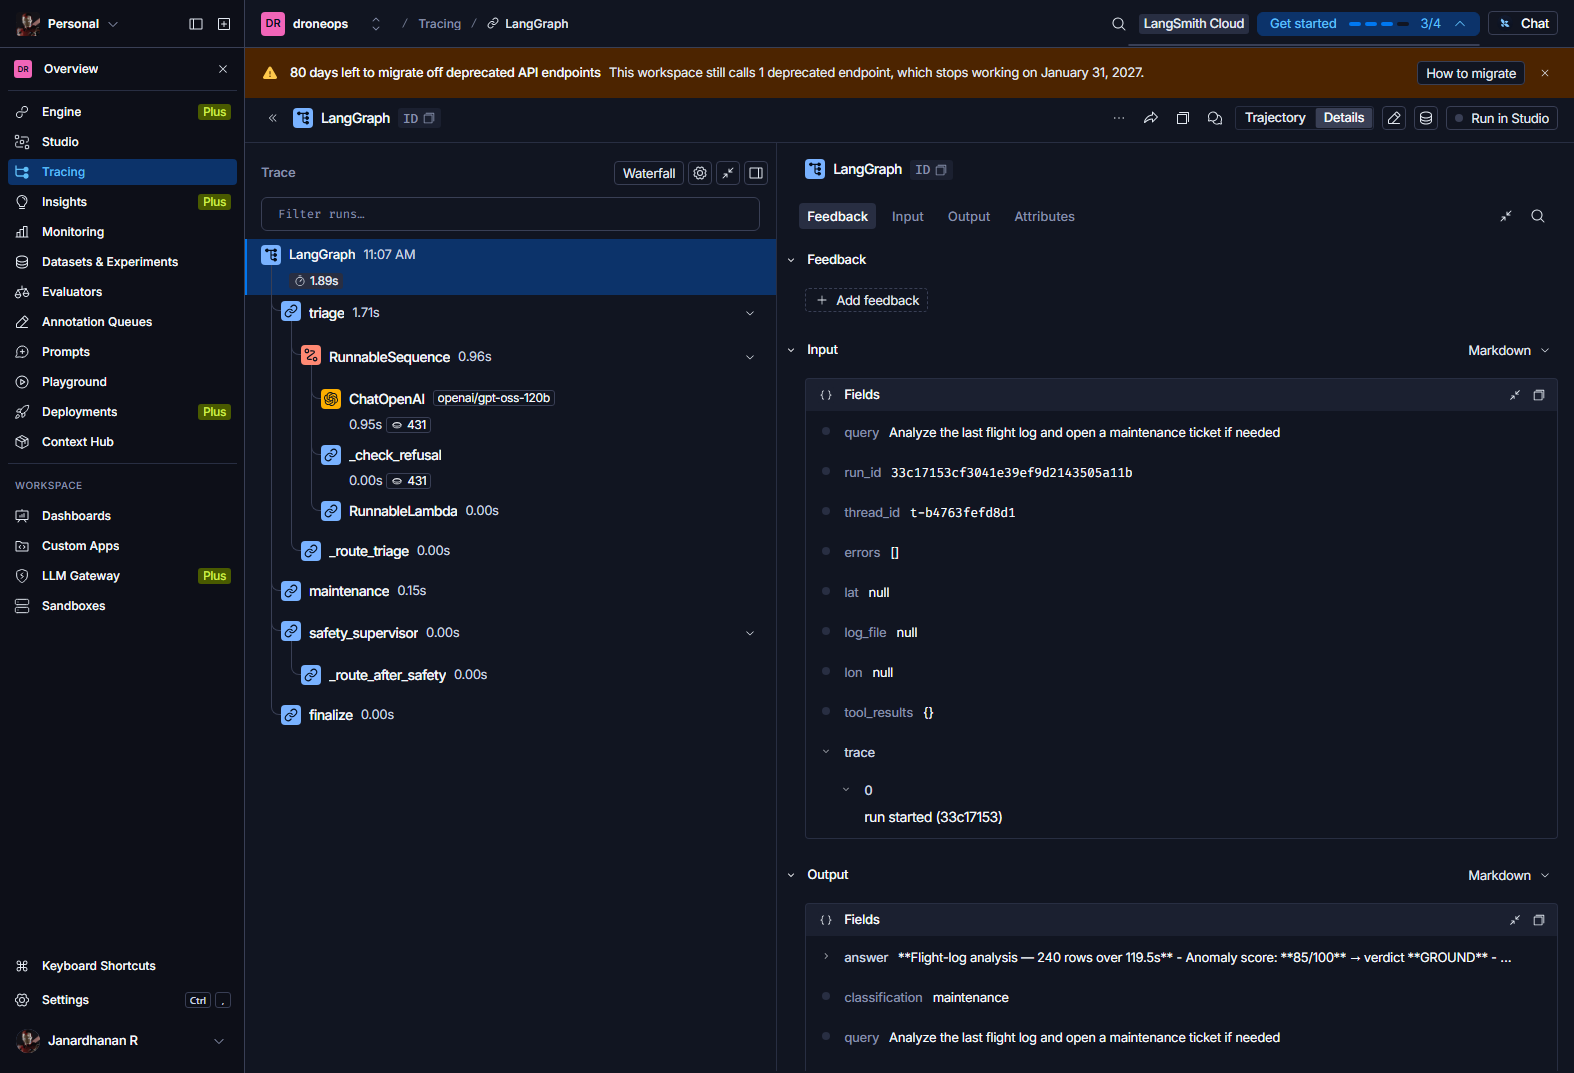 Personal
DR droneops / Tracing / LangGraph
LangSmith Cloud
Get started 3/4
Chat
DR Overview
80 days left to migrate off deprecated API endpoints This workspace still calls 1 deprecated endpoint, which stops working on January 31, 2027.
How to migrate
Engine Plus
Studio
Tracing
Insights Plus
Monitoring
Datasets & Experiments
Evaluators
Annotation Queues
Prompts
Playground
Deployments Plus
Context Hub
WORKSPACE
Dashboards
Custom Apps
LLM Gateway Plus
Sandboxes
Keyboard Shortcuts
Settings Ctrl ,
Janardhanan R
LangGraph ID
Trajectory Details
Run in Studio
Trace
Waterfall
Filter runs…
LangGraph 11:07 AM
1.89s
triage 1.71s
RunnableSequence 0.96s
ChatOpenAI openai/gpt-oss-120b
0.95s 431
_check_refusal
0.00s 431
RunnableLambda 0.00s
_route_triage 0.00s
maintenance 0.15s
safety_supervisor 0.00s
_route_after_safety 0.00s
finalize 0.00s
LangGraph ID
Feedback Input Output Attributes
Feedback
+ Add feedback
Input Markdown
{} Fields
query Analyze the last flight log and open a maintenance ticket if needed
run_id 33c17153cf3041e39ef9d2143505a11b
thread_id t-b4763fefd8d1
errors []
lat null
log_file null
lon null
tool_results {}
trace
0
run started (33c17153)
Output Markdown
{} Fields
answer **Flight-log analysis — 240 rows over 119.5s** - Anomaly score: **85/100** → verdict **GROUND** - ...
classification maintenance
query Analyze the last flight log and open a maintenance ticket if needed